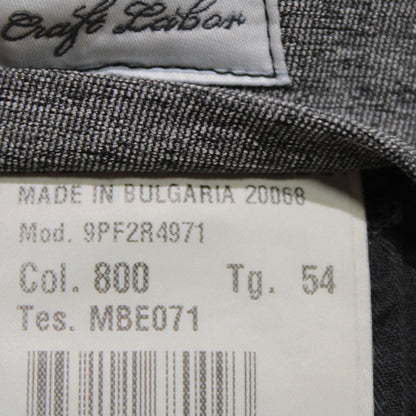 Craft Labor
MADE IN BULGARIA 20068
Mod. 9PF2R4971
Col. 800 Tg. 54
Tes. MBE071